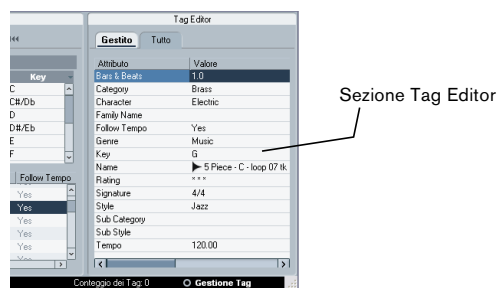 Tag Editor
Gestito Tutto
Attributo Valore
Key
Bars & Beats 1.0
C
Category Brass
C#/Db
Character Electric
D
Family Name
D#/Eb
Follow Tempo Yes
E
Genre Music
F
Key G
Name 5 Piece - C - loop 07 tk
Follow Tempo
Rating ***
Yes
Signature 4/4
Yes
Style Jazz
Yes
Sub Category
Yes
Sub Style
Yes
Tempo 120.00
Conteggio dei Tag: 0 Gestione Tag
Sezione Tag Editor